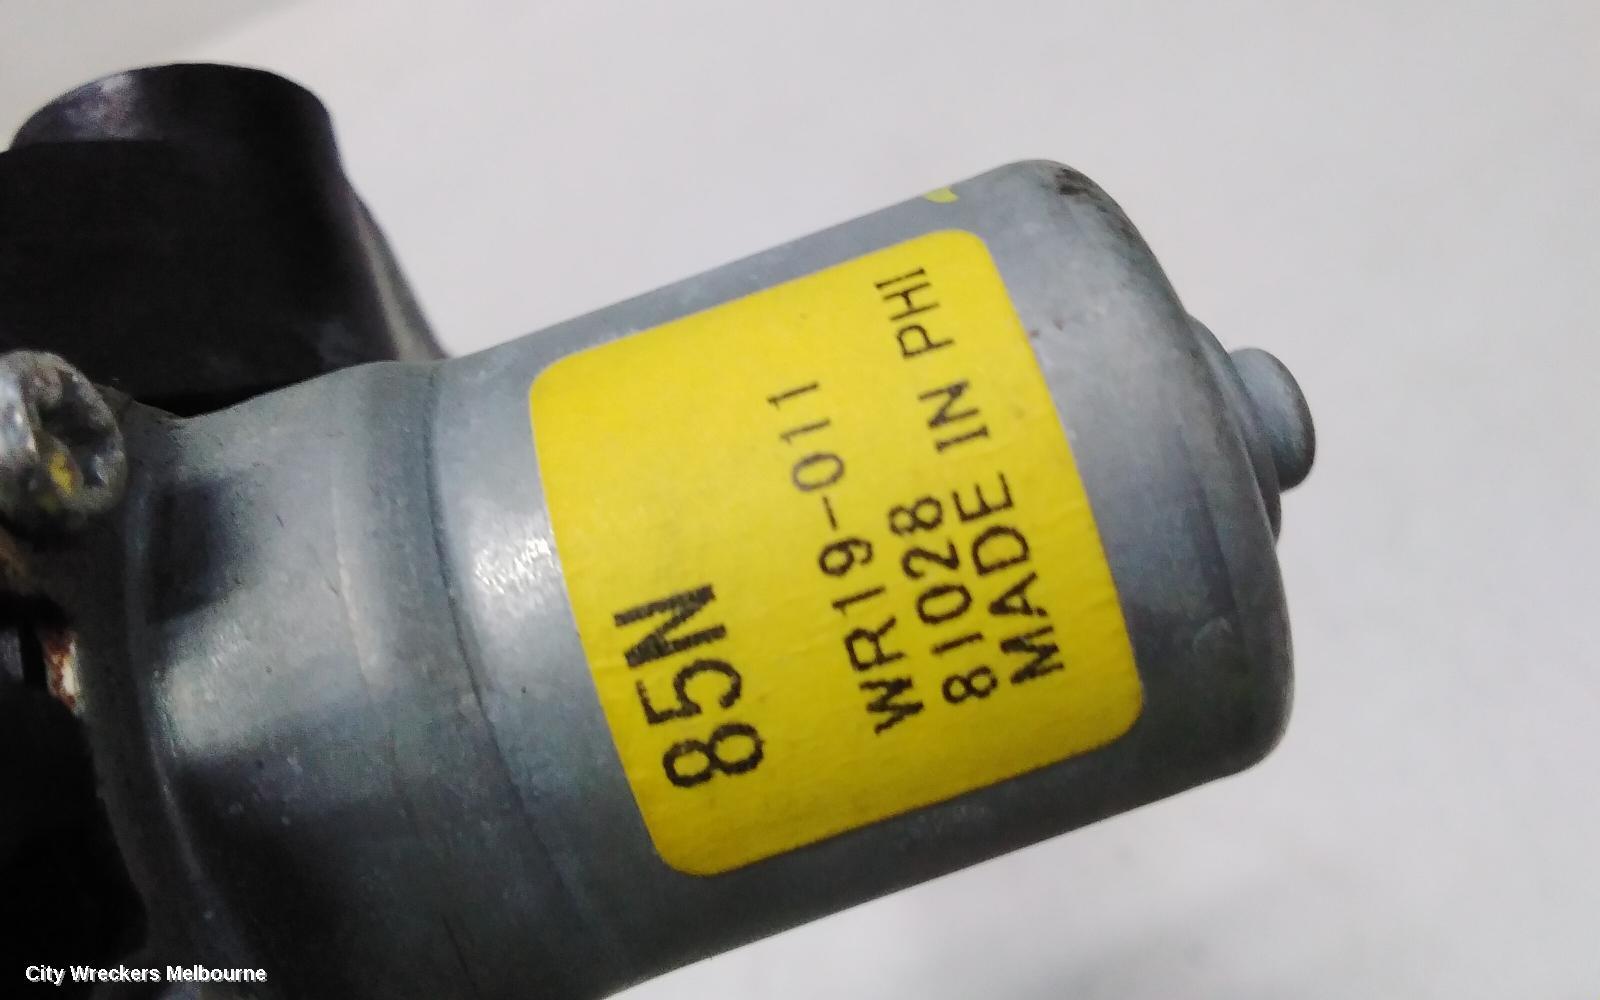 85N
WR19-011
81028
MADE IN PHI
City Wreckers Melbourne